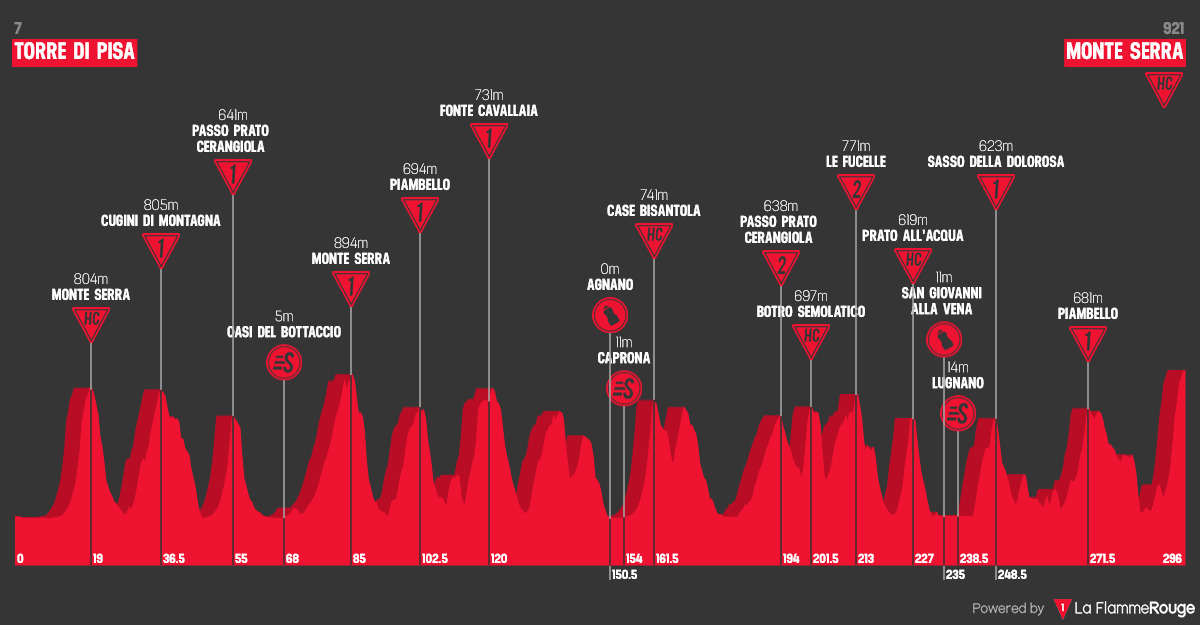 7
TORRE DI PISA
921
MONTE SERRA
HC
804m
MONTE SERRA
HC
805m
CUGINI DI MONTAGNA
1
641m
PASSO PRATO
CERANGIOLA
1
5m
CASI DEL BOTTACCIO
S
894m
MONTE SERRA
1
694m
PIAMBELLO
1
731m
FONTE CAVALLAIA
1
0m
AGNANO
11m
CAPRONA
S
741m
CASE BISANTOLA
HC
638m
PASSO PRATO
CERANGIOLA
2
697m
BOTRO SEMOLATICO
HC
771m
LE FUCELLE
2
619m
PRATO ALL'ACQUA
HC
11m
SAN GIOVANNI
ALLA VENA
14m
LUGNANO
S
623m
SASSO DELLA DOLOROSA
1
681m
PIAMBELLO
1
0 19 36.5 55 68 85 102.5 120 154 161.5 194 201.5 213 227 238.5 271.5 296
150.5 235 248.5
Powered by 1 La FlammeRouge